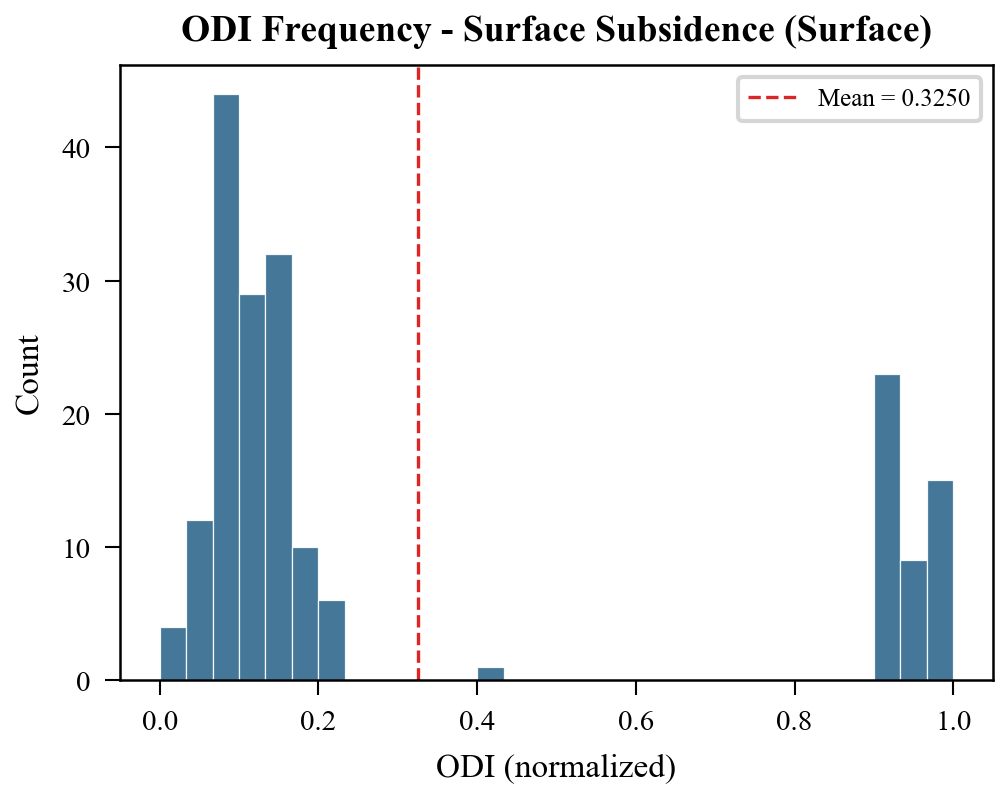 ODI Frequency - Surface Subsidence (Surface)
Mean = 0.3250
Count
40
30
20
10
0
0.0 0.2 0.4 0.6 0.8 1.0
ODI (normalized)